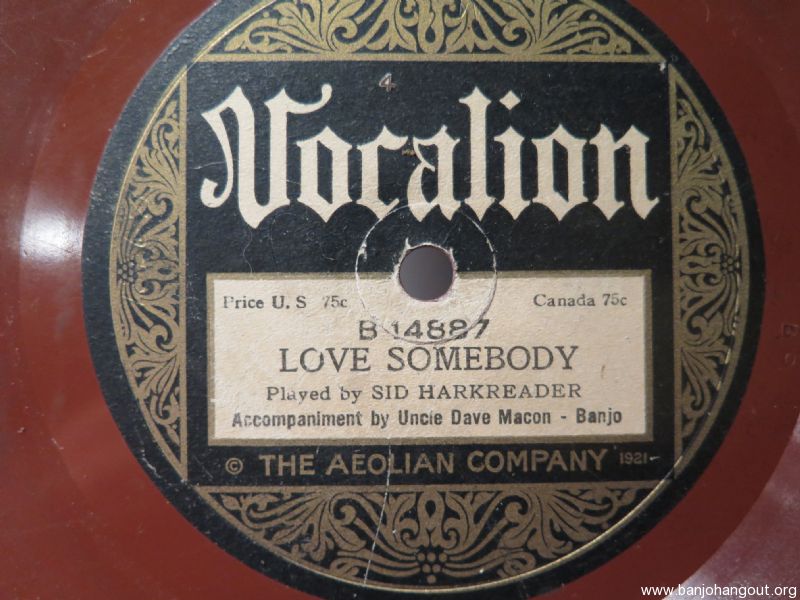 4
Vocalion
Price U. S 75c Canada 75c
B 14887
LOVE SOMEBODY
Played by SID HARKREADER
Accompaniment by Uncle Dave Macon - Banjo
© THE AEOLIAN COMPANY 1921
www.banjohangout.org